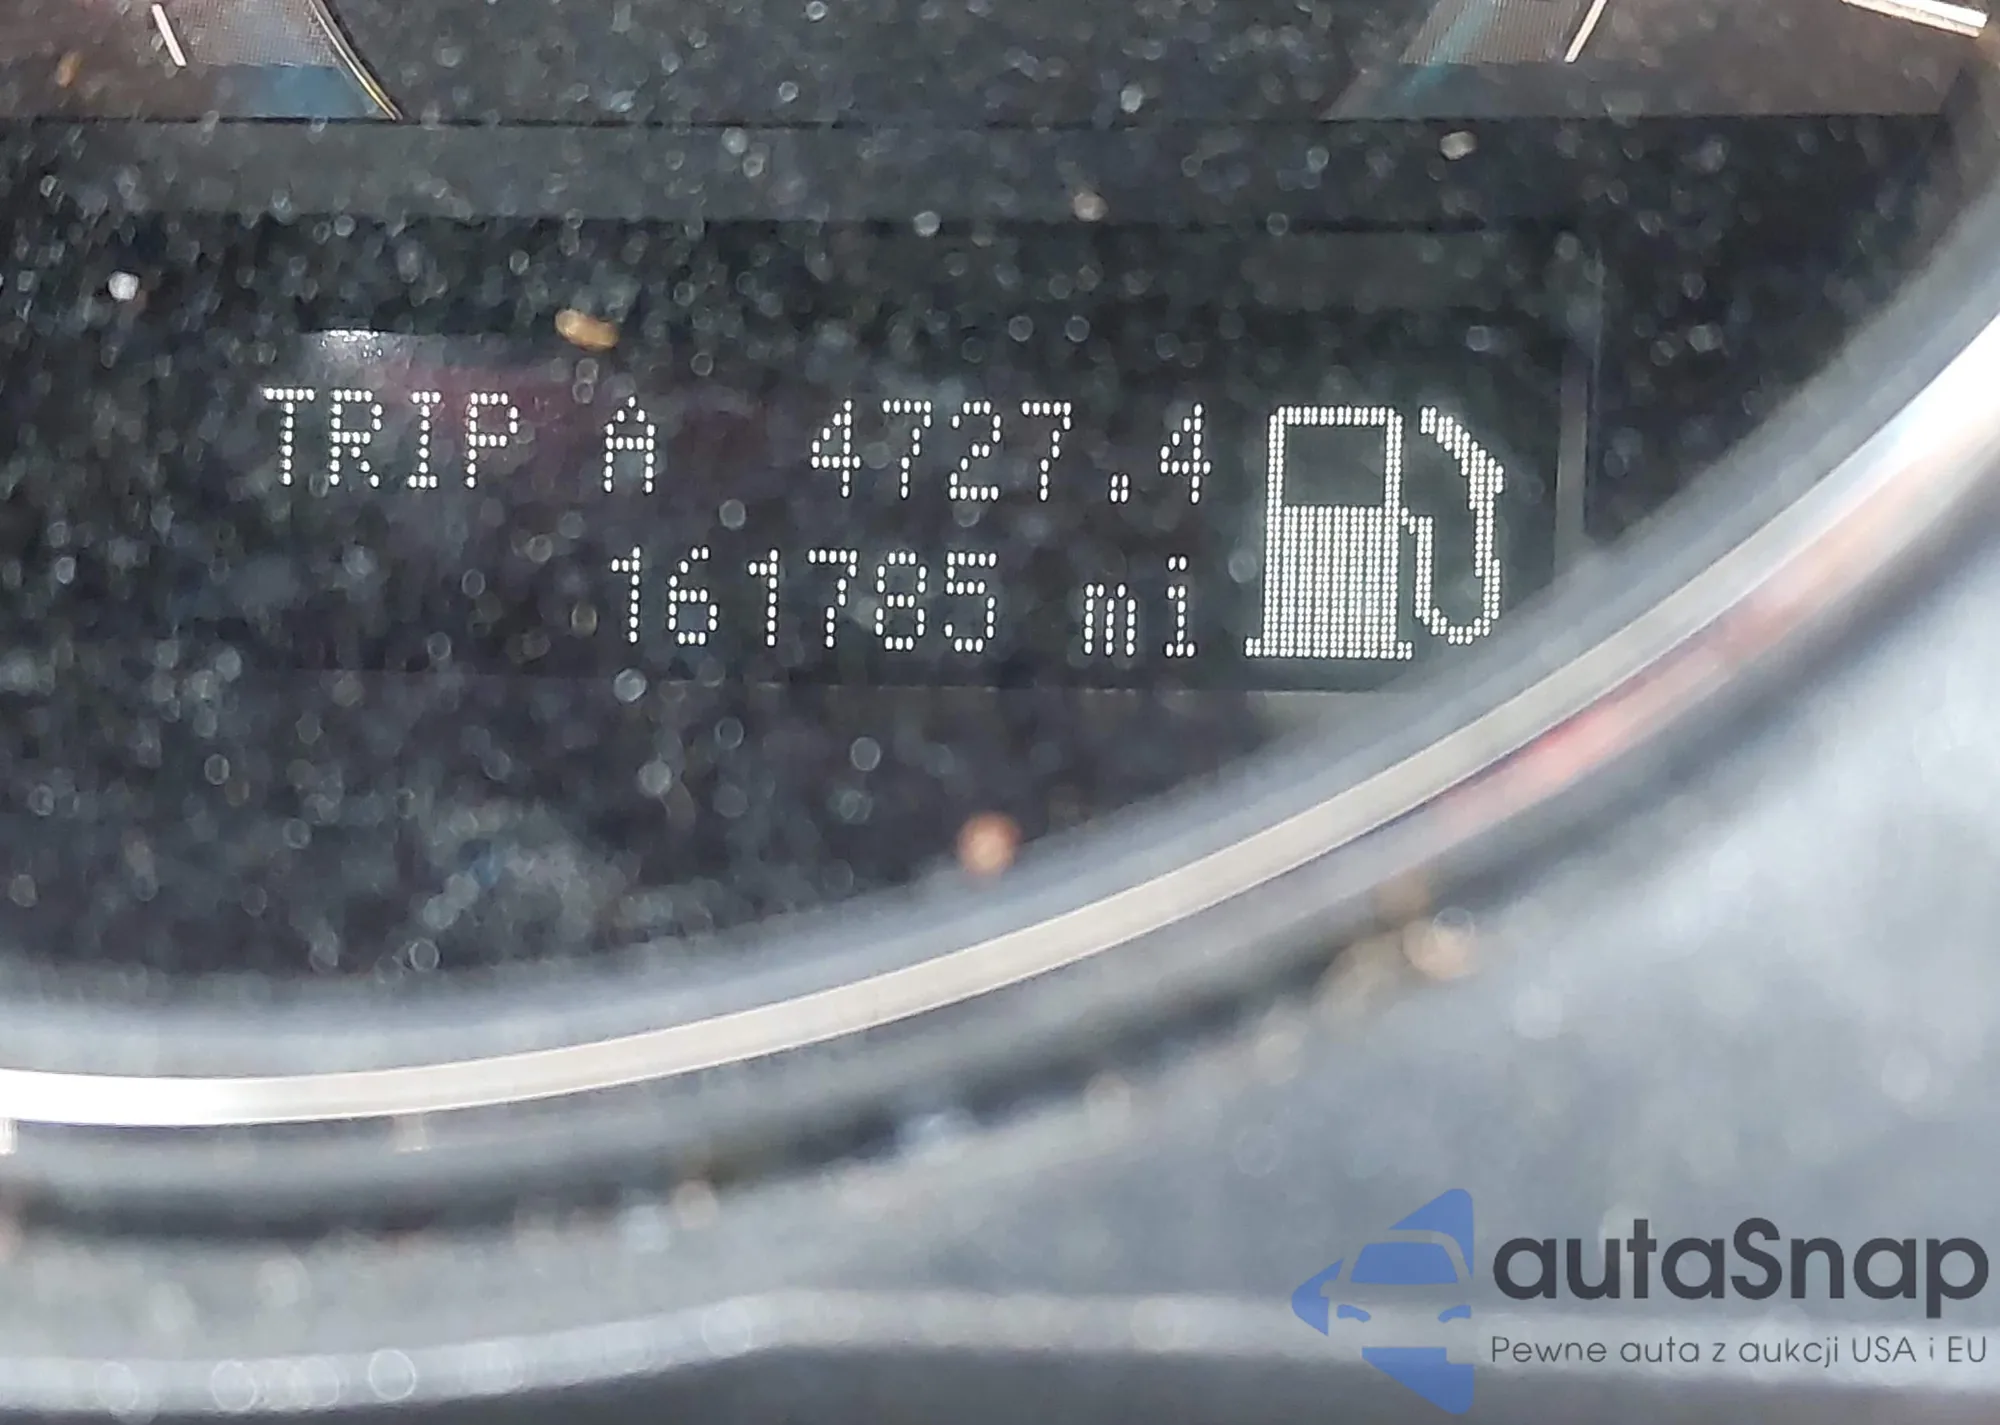 TRIP A 4727.4
161785 mi
autaSnap
Pewne auta z aukcji USA i EU